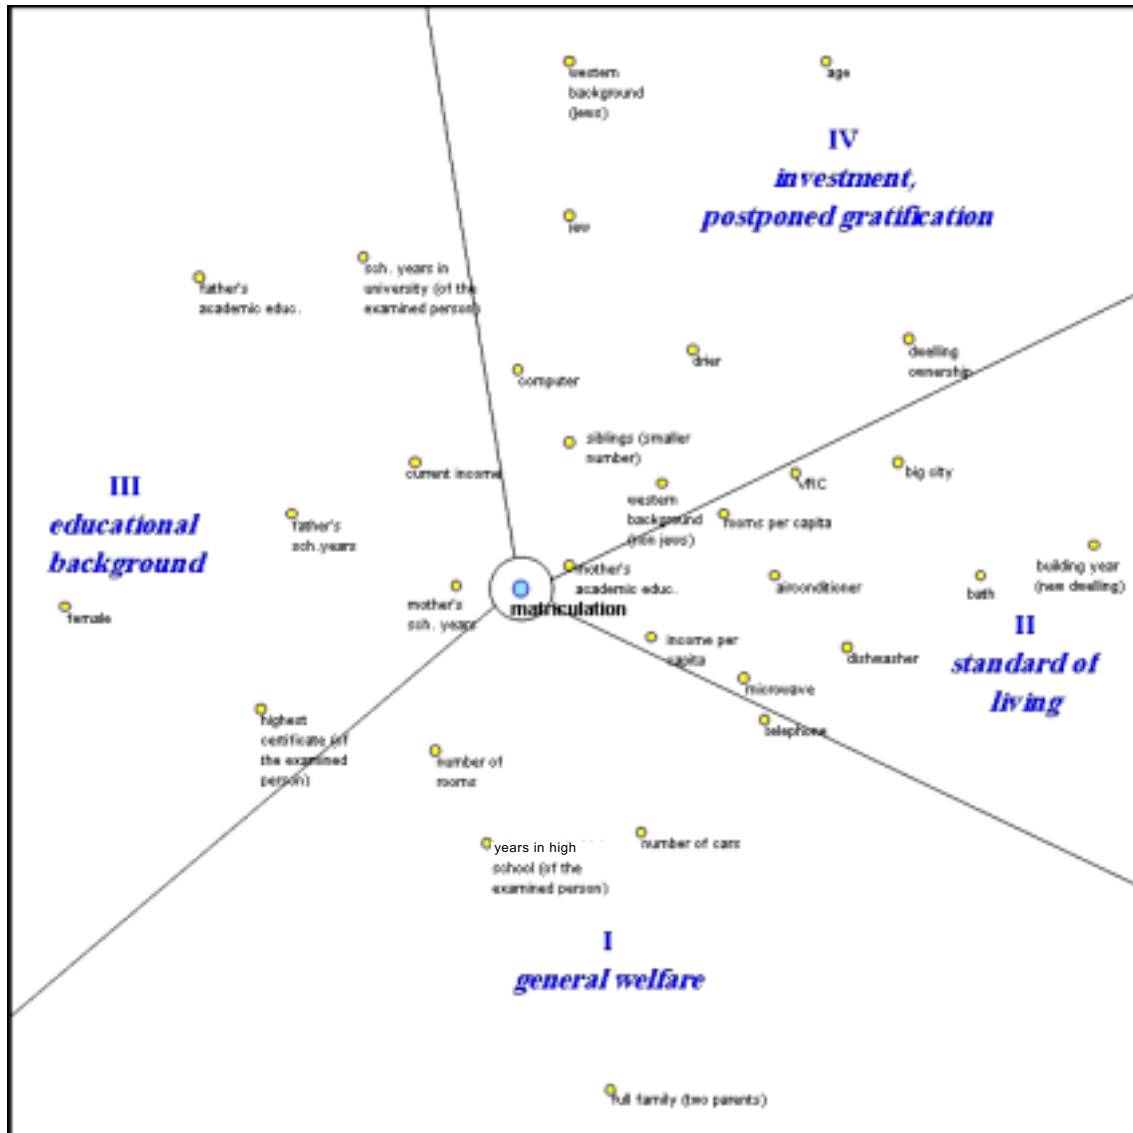 western
background
(jews)
age
IV
investment,
postponed gratification
jew
sch. years in
university (of the
examined person)
father's
academic educ.
computer
drier
dwelling
ownership
siblings (smaller
number)
current income
western
background
(non jews)
VRC
big city
rooms per capita
III
educational
background
father's
sch.years
mother's
academic educ.
airconditioner
bath
building year
(new dwelling)
female
mother's
sch. years
matriculation
II
standard of
living
income per
capita
dishwasher
microwave
telephone
highest
certificate (of
the examined
person)
number of
rooms
years in high
school (of the
examined person)
number of cars
I
general welfare
full family (two parents)